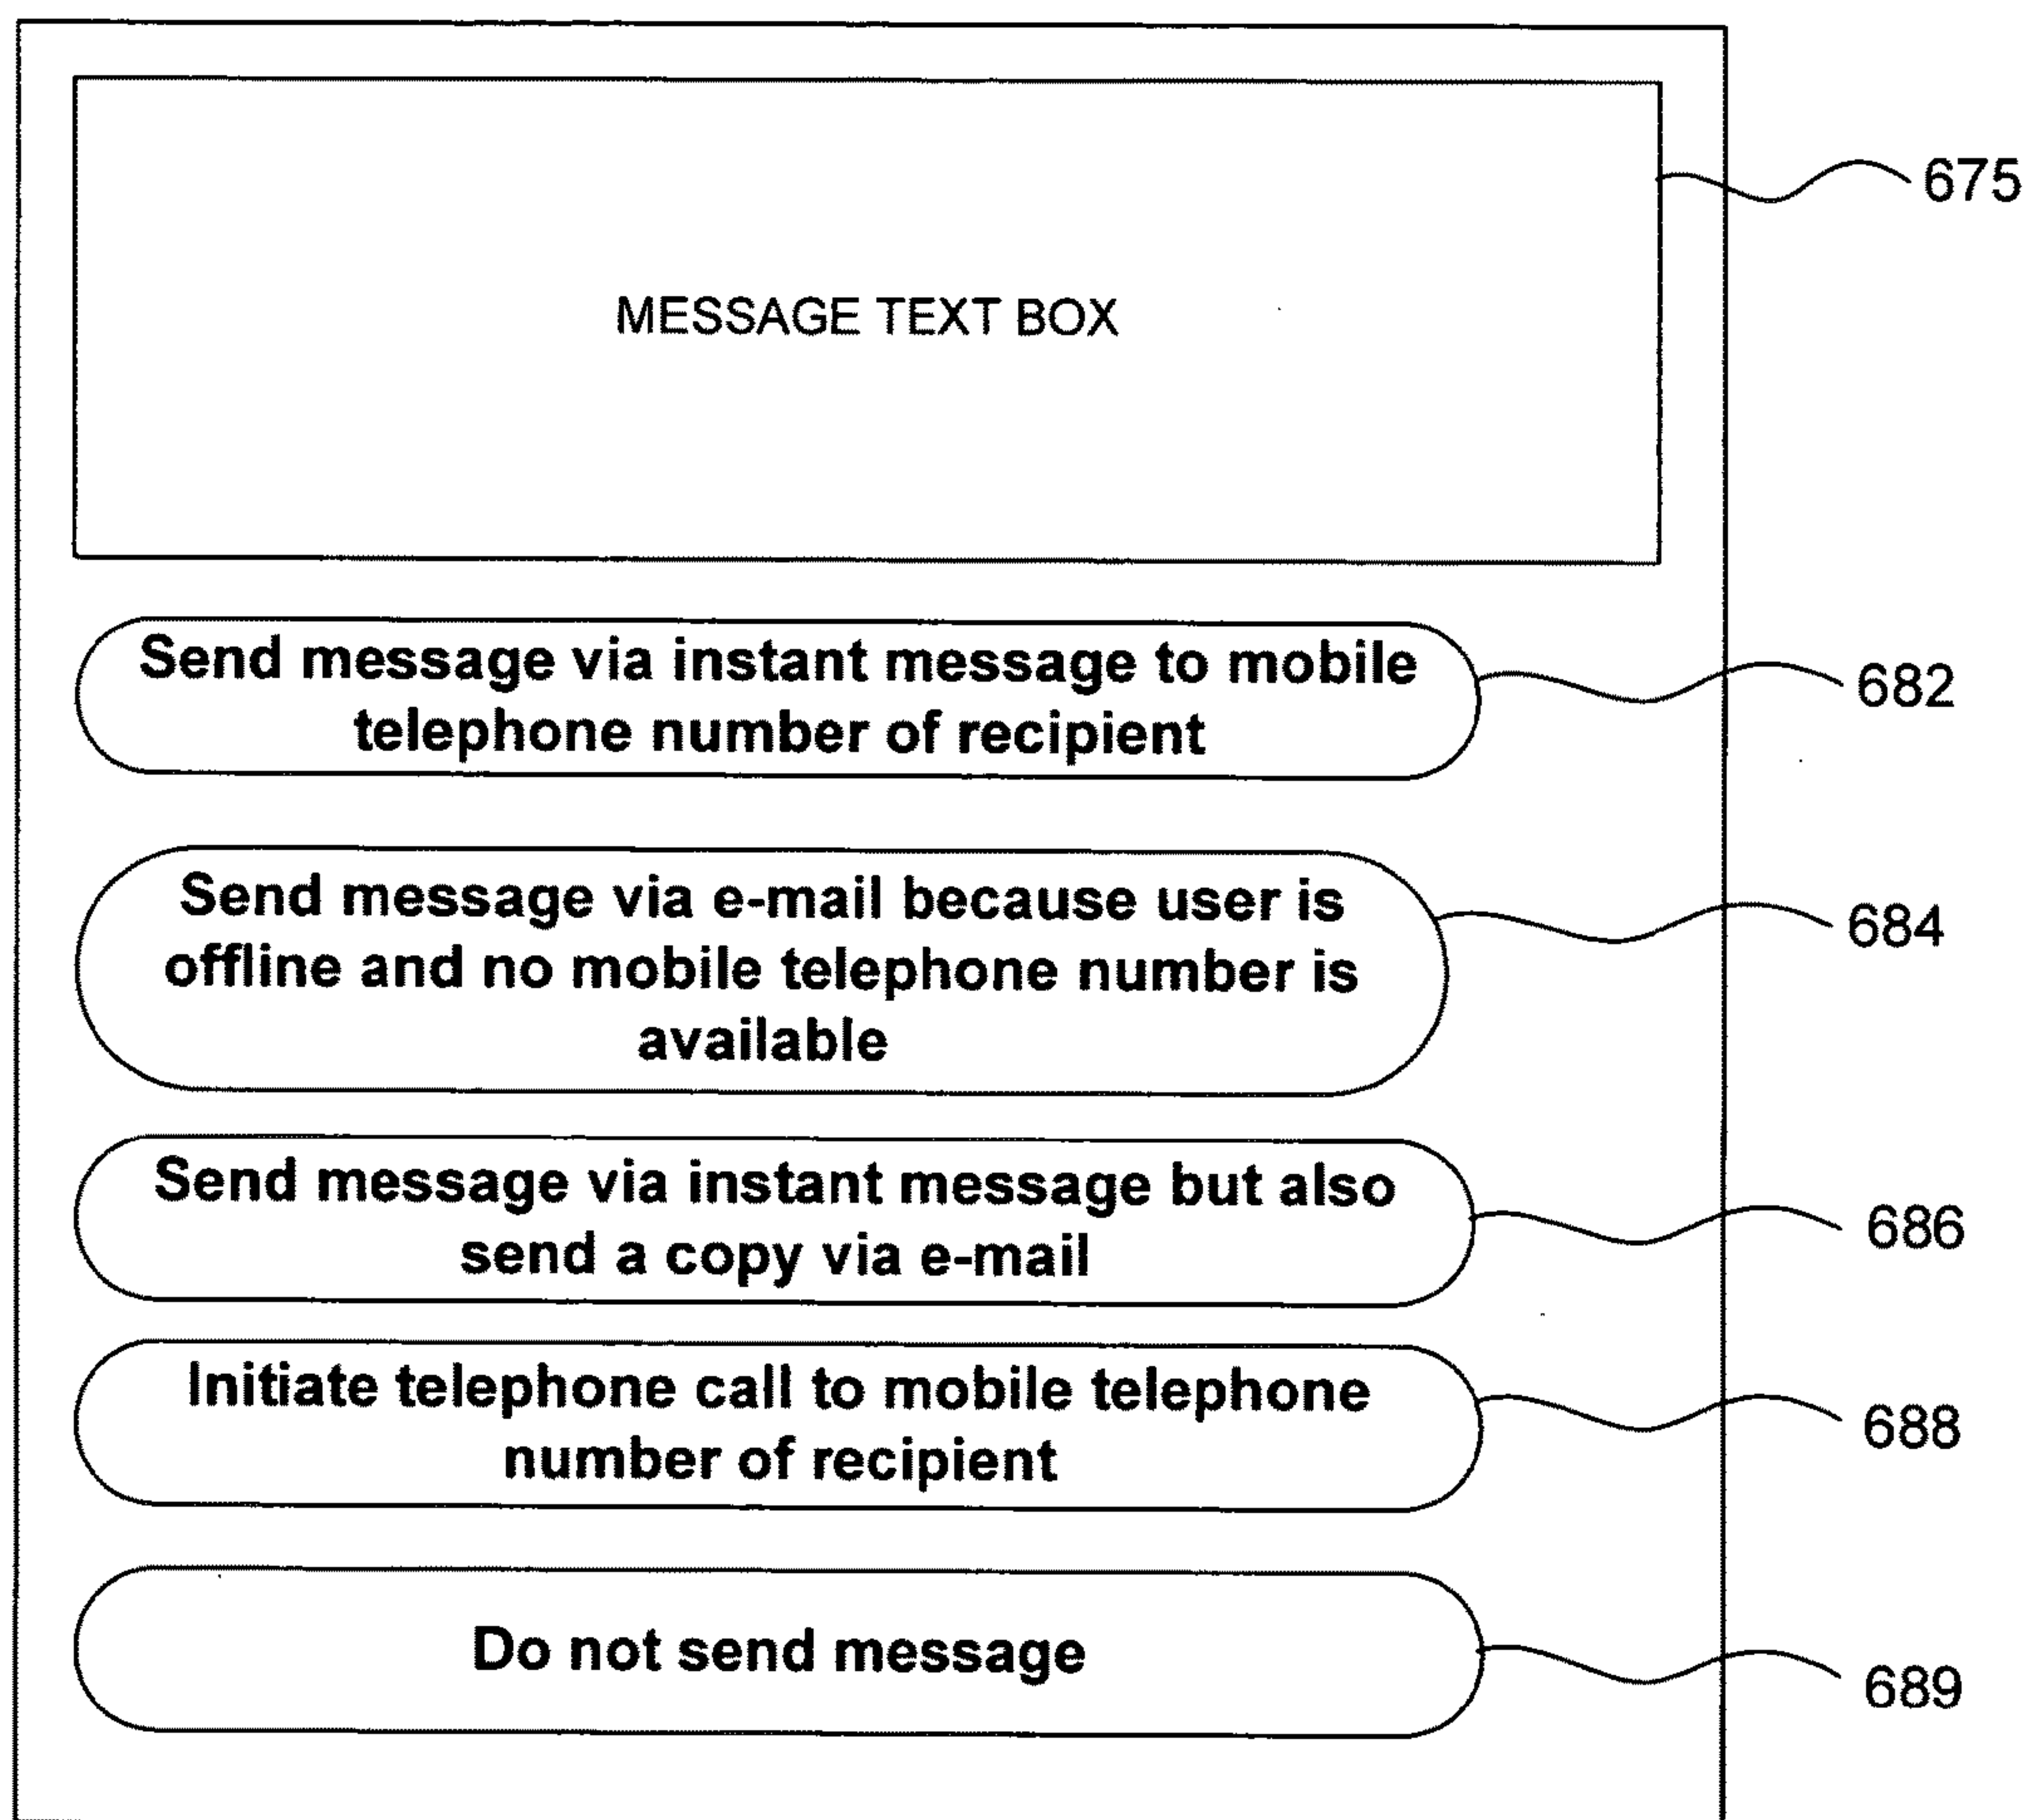 675
MESSAGE TEXT BOX
Send message via instant message to mobile
telephone number of recipient
682
Send message via e-mail because user is
offline and no mobile telephone number is
available
684
Send message via instant message but also
send a copy via e-mail
686
Initiate telephone call to mobile telephone
number of recipient
688
Do not send message
689